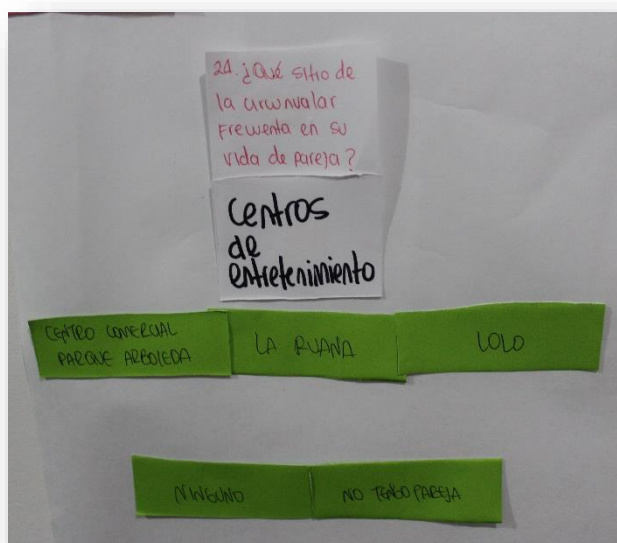 24. ¿Qué sitio de
la circunvalar
Frecuenta en su
vida de pareja?
Centros
de
entretenimiento
CENTRO COMERCIAL
PARQUE ARBOLEDA
LA RUANA
LOLO
NINGUNO
NO TENGO PAREJA